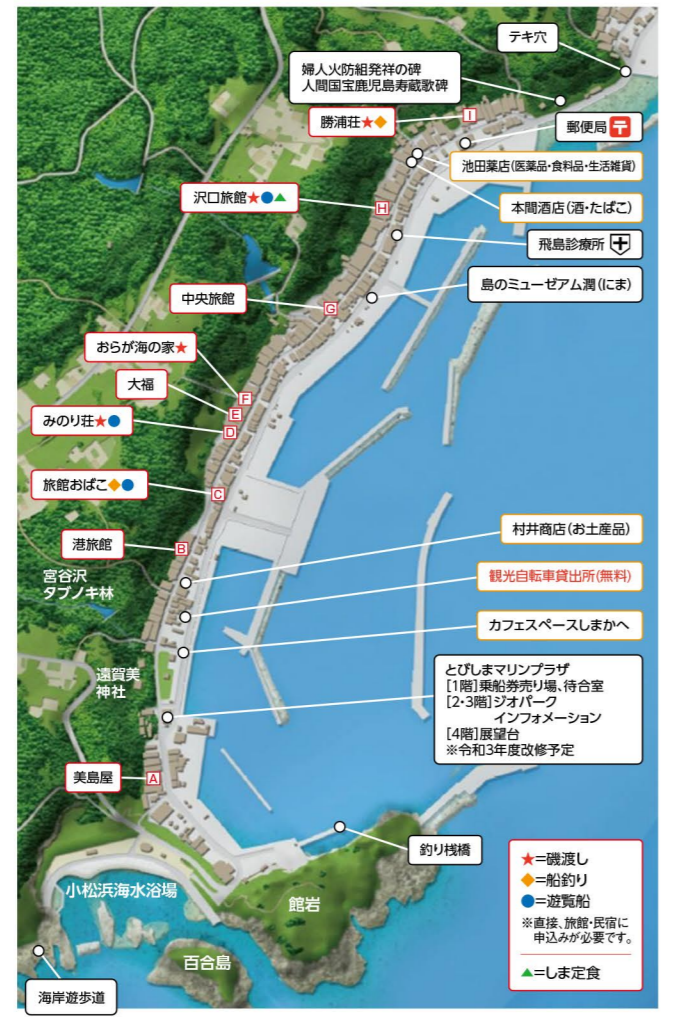 テキ穴
婦人火防組発祥の碑
人間国宝鹿児島寿蔵歌碑
勝浦荘★◆
I
郵便局
池田薬店(医薬品・食料品・生活雑貨)
沢口旅館★●▲
H
本間酒店(酒・たばこ)
飛島診療所
島のミューゼアム澗(にま)
中央旅館
G
おらが海の家★
F
大福
E
みのり荘★●
D
旅館おばこ◆●
C
村井商店(お土産品)
港旅館
B
宮谷沢
タブノキ林
観光自転車貸出所(無料)
カフェスペースしまかへ
遠賀美
神社
とびしまマリンプラザ
[1階]乗船券売り場、待合室
[2・3階]ジオパーク
インフォメーション
[4階]展望台
※令和3年度改修予定
美島屋
A
釣り桟橋
小松浜海水浴場
館岩
百合島
海岸遊歩道
★=磯渡し
◆=船釣り
●=遊覧船
※直接、旅館・民宿に
申込みが必要です。
▲=しま定食